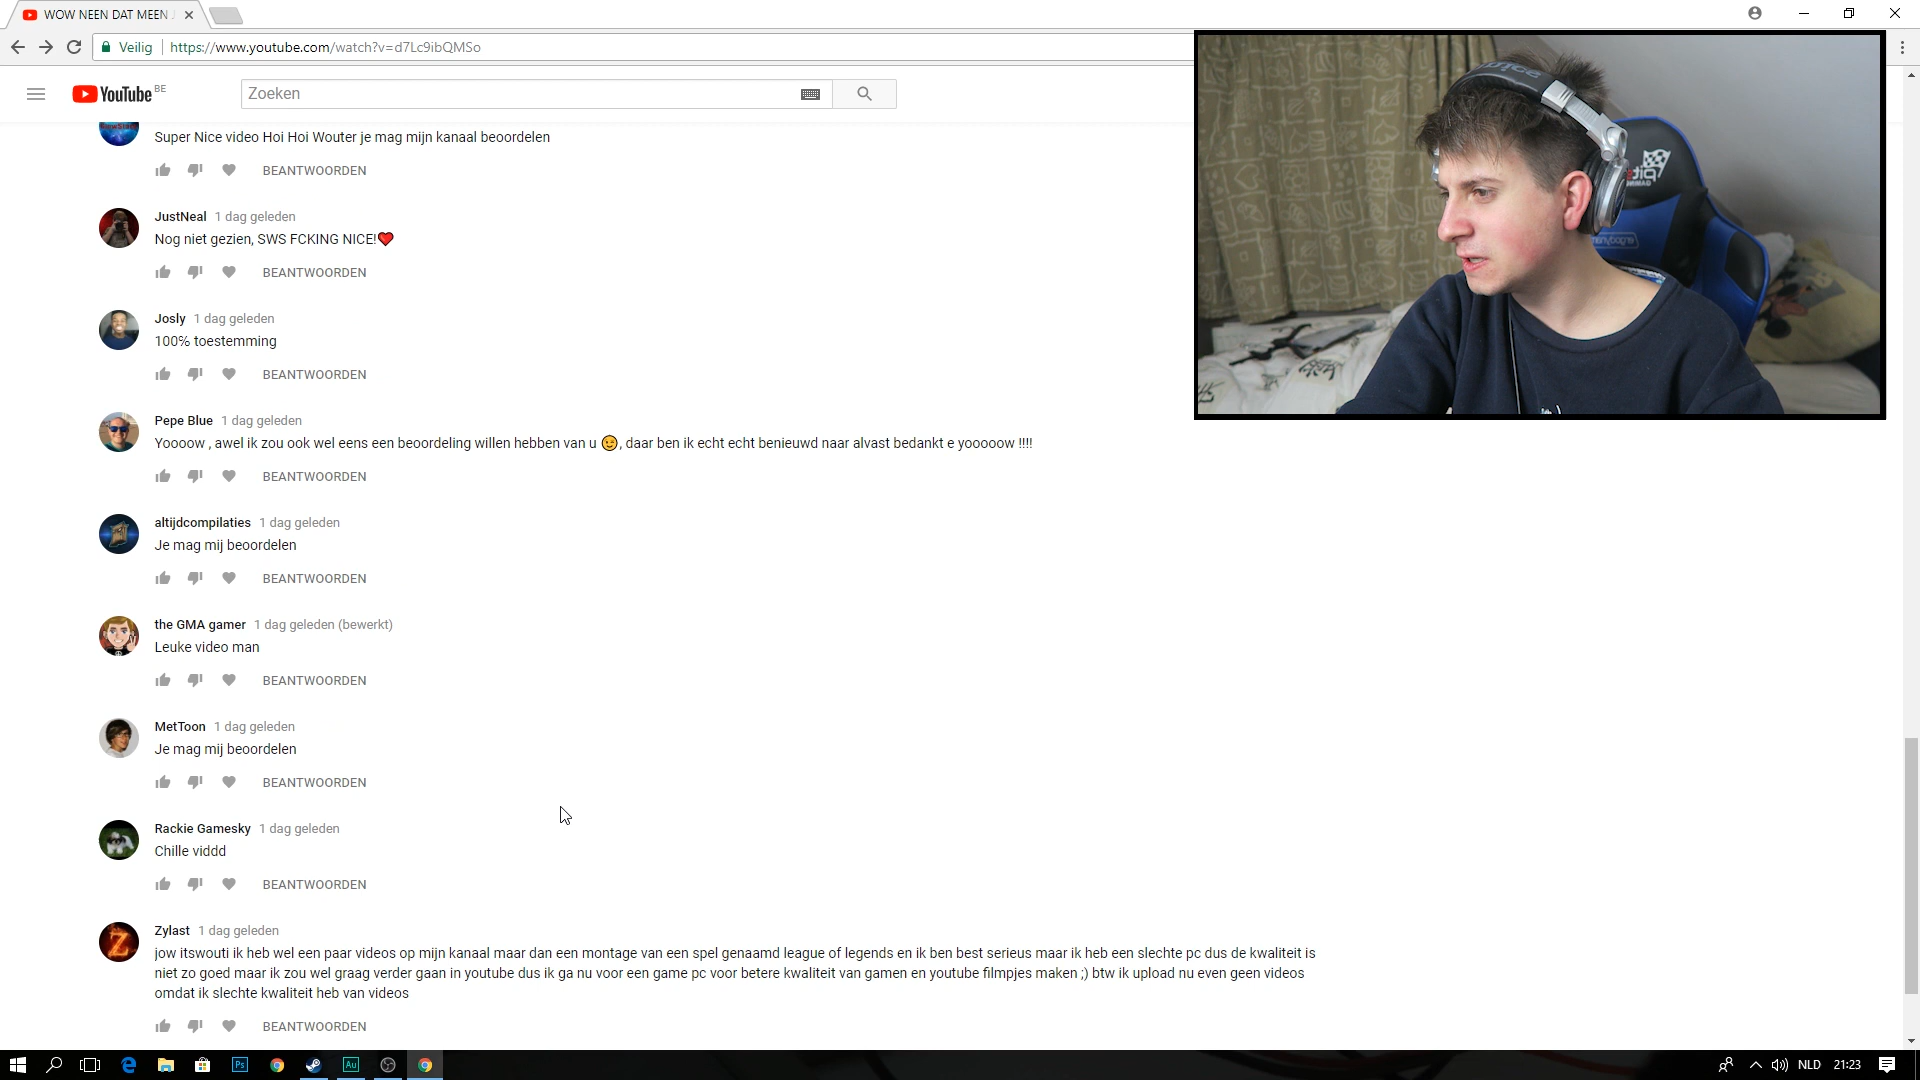 WOW NEEN DAT MEEN J
Veilig
https://www.youtube.com/watch?v=d7Lc9ibQMSo
YouTube BE
Zoeken
Super Nice video Hoi Hoi Wouter je mag mijn kanaal beoordelen
BEANTWOORDEN
JustNeal 1 dag geleden
Nog niet gezien, SWS FCKING NICE!❤
BEANTWOORDEN
Josly 1 dag geleden
100% toestemming
BEANTWOORDEN
Pepe Blue 1 dag geleden
Yoooow , awel ik zou ook wel eens een beoordeling willen hebben van u 😉, daar ben ik echt echt benieuwd naar alvast bedankt e yooooow !!!!
BEANTWOORDEN
altijdcompilaties 1 dag geleden
Je mag mij beoordelen
BEANTWOORDEN
the GMA gamer 1 dag geleden (bewerkt)
Leuke video man
BEANTWOORDEN
MetToon 1 dag geleden
Je mag mij beoordelen
BEANTWOORDEN
Rackie Gamesky 1 dag geleden
Chille viddd
BEANTWOORDEN
Zylast 1 dag geleden
jow itswouti ik heb wel een paar videos op mijn kanaal maar dan een montage van een spel genaamd league of legends en ik ben best serieus maar ik heb een slechte pc dus de kwaliteit is
niet zo goed maar ik zou wel graag verder gaan in youtube dus ik ga nu voor een game pc voor betere kwaliteit van gamen en youtube filmpjes maken ;) btw ik upload nu even geen videos
omdat ik slechte kwaliteit heb van videos
BEANTWOORDEN
Z
Ps
Au
NLD
21:23